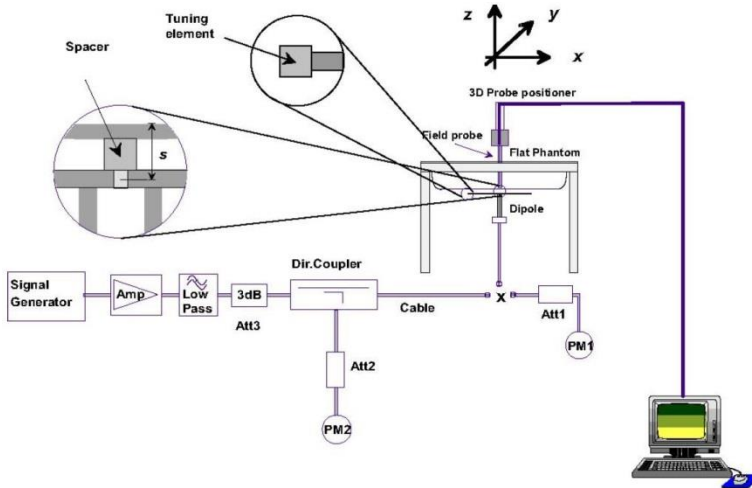 Tuning
element
Spacer
s
z
y
x
3D Probe positioner
Field probe
Flat Phantom
Dipole
Signal
Generator
Amp
Low
Pass
3dB
Att3
Dir.Coupler
Cable
x
Att1
PM1
Att2
PM2